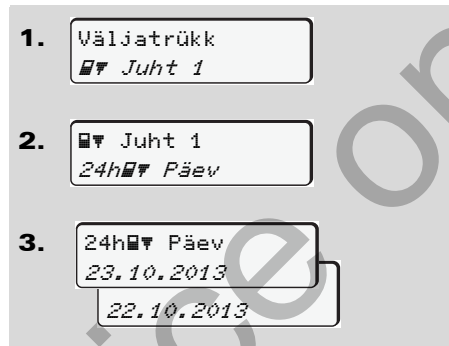 1.
Väljatrükk
Juht 1
2.
Juht 1
24h Päev
3.
24h Päev
23.10.2013
22.10.2013